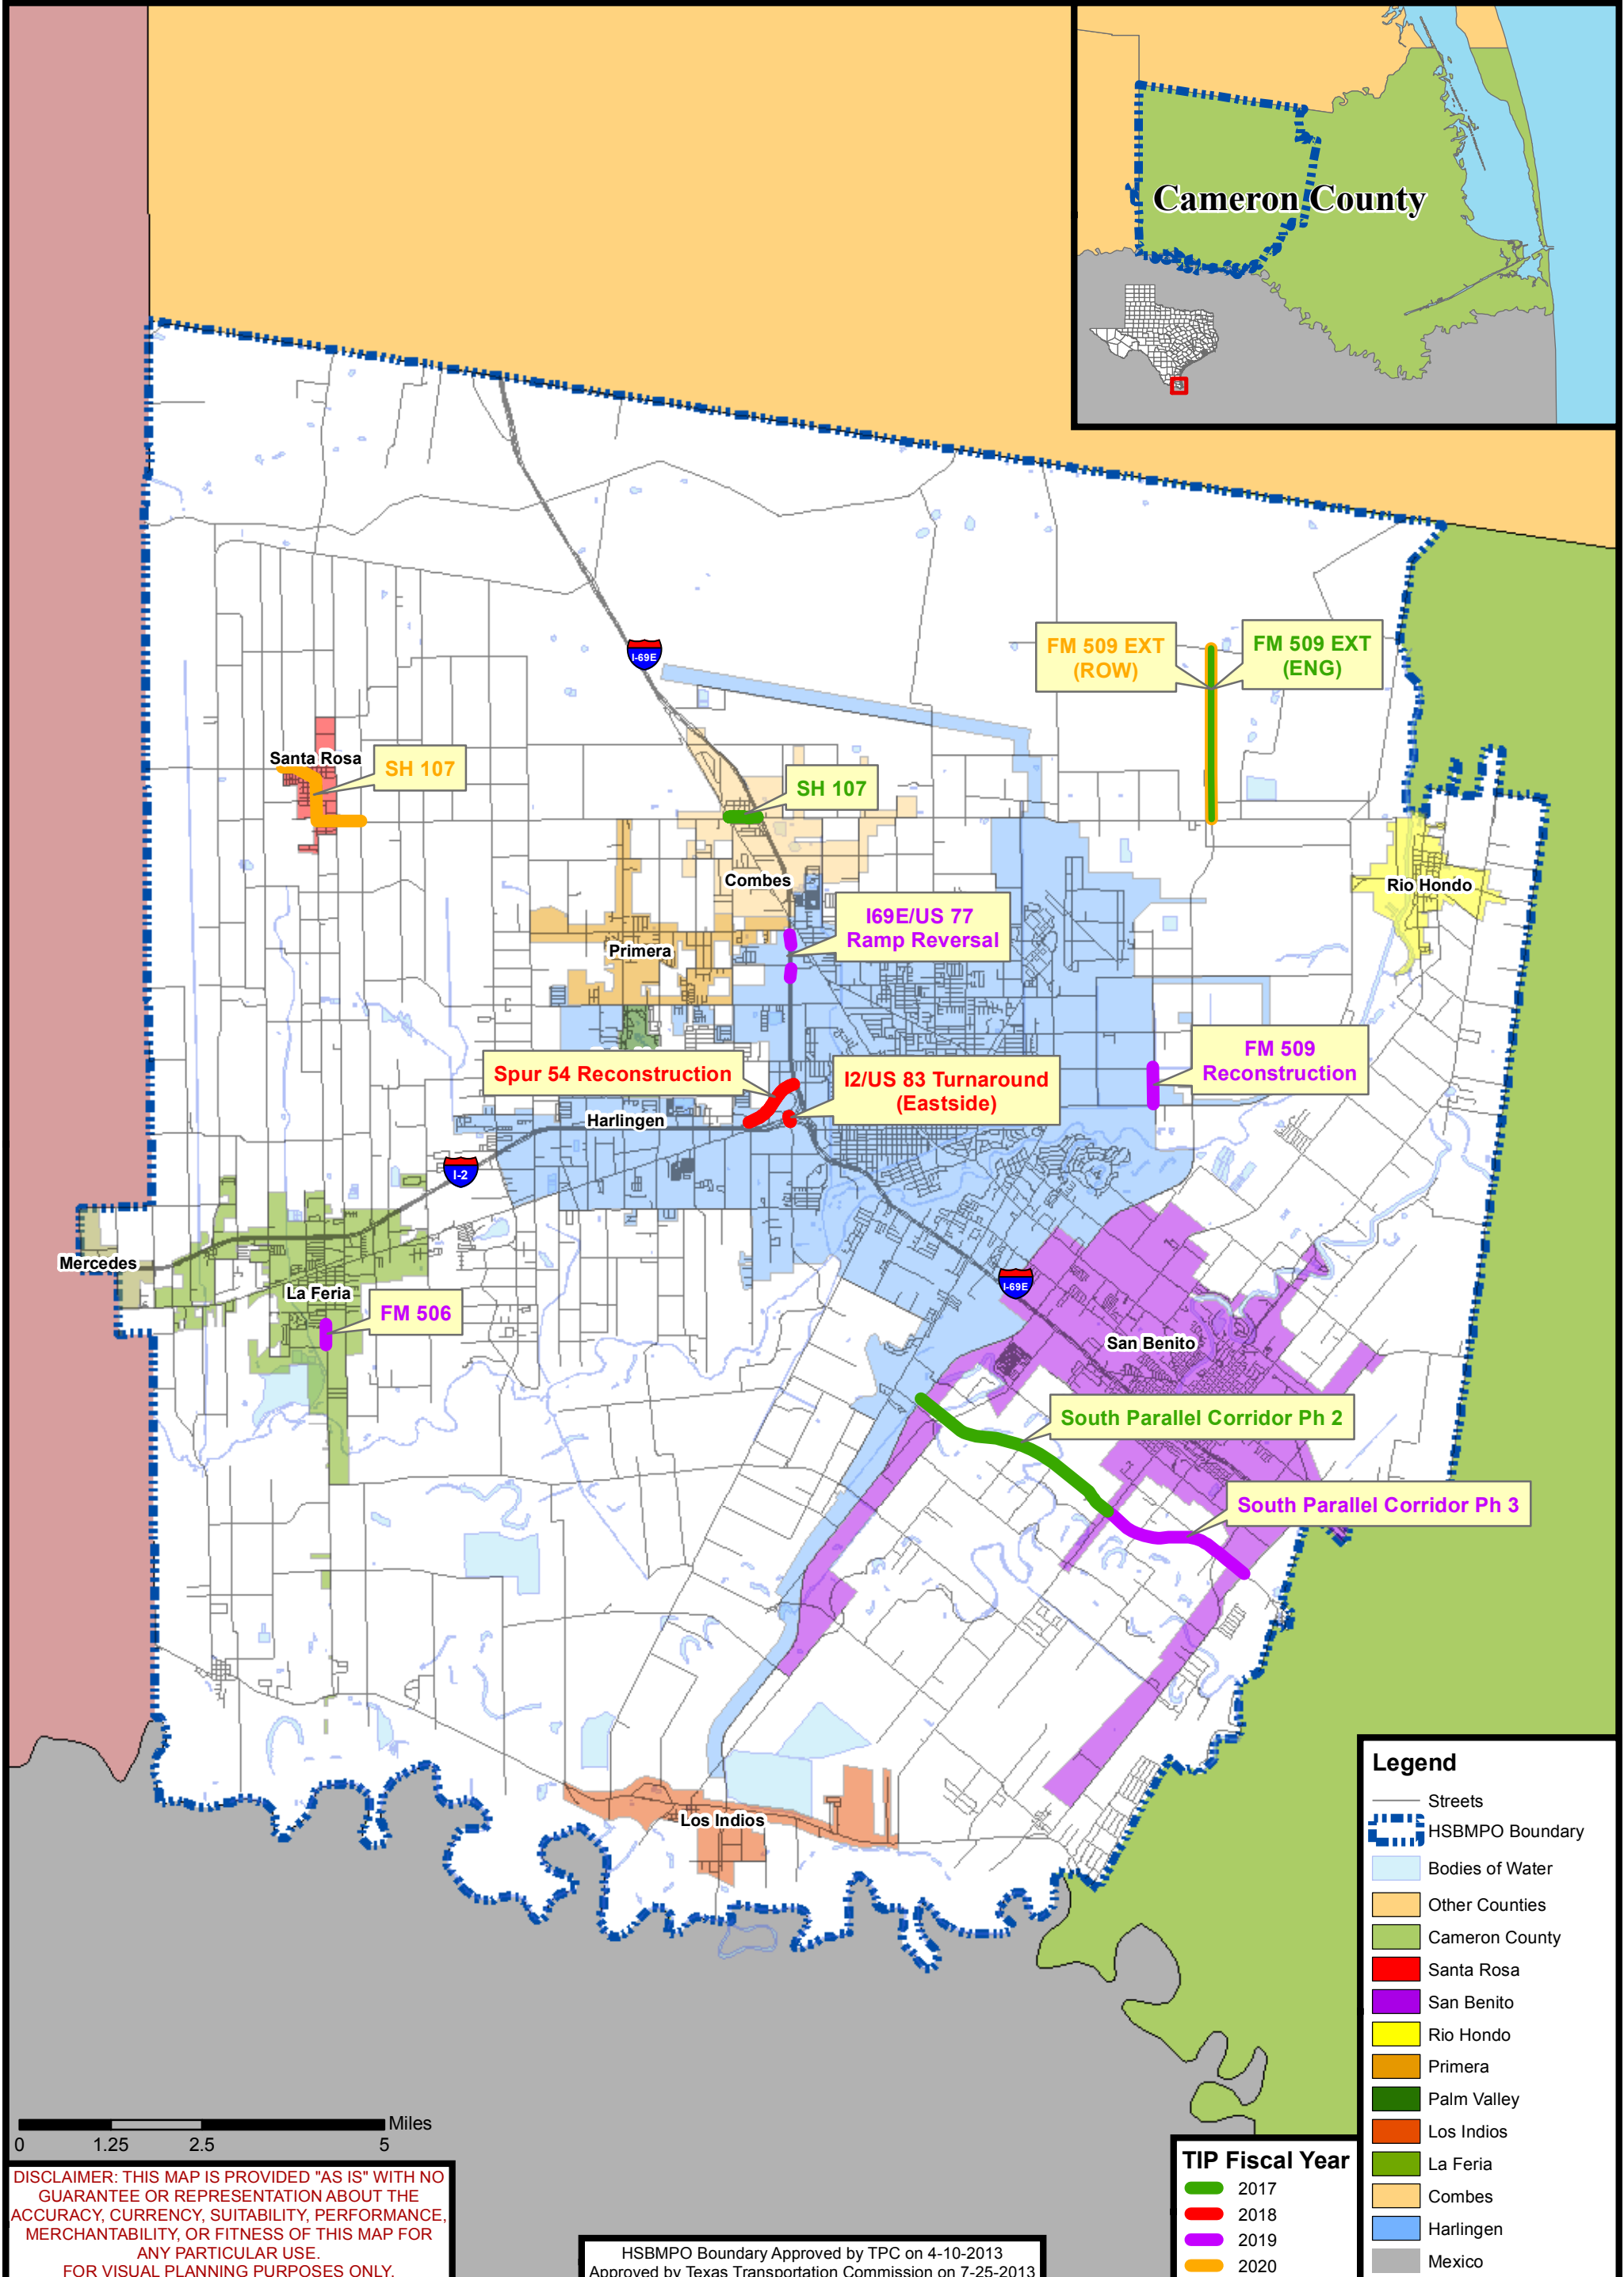 Cameron County
I-69E
FM 509 EXT
(ROW)
FM 509 EXT
(ENG)
Santa Rosa
SH 107
SH 107
Combes
Rio Hondo
I69E/US 77
Ramp Reversal
Primera
FM 509
Reconstruction
Spur 54 Reconstruction
I2/US 83 Turnaround
(Eastside)
Harlingen
I-2
Mercedes
La Feria
I-69E
FM 506
San Benito
South Parallel Corridor Ph 2
South Parallel Corridor Ph 3
Los Indios
Legend
Streets
HSBMPO Boundary
Bodies of Water
Other Counties
Cameron County
Santa Rosa
San Benito
Rio Hondo
Primera
Palm Valley
Los Indios
La Feria
Combes
Harlingen
Mexico
Miles
0 1.25 2.5 5
DISCLAIMER: THIS MAP IS PROVIDED "AS IS" WITH NO
GUARANTEE OR REPRESENTATION ABOUT THE
ACCURACY, CURRENCY, SUITABILITY, PERFORMANCE,
MERCHANTABILITY, OR FITNESS OF THIS MAP FOR
ANY PARTICULAR USE.
FOR VISUAL PLANNING PURPOSES ONLY.
HSBMPO Boundary Approved by TPC on 4-10-2013
Approved by Texas Transportation Commission on 7-25-2013
TIP Fiscal Year
2017
2018
2019
2020